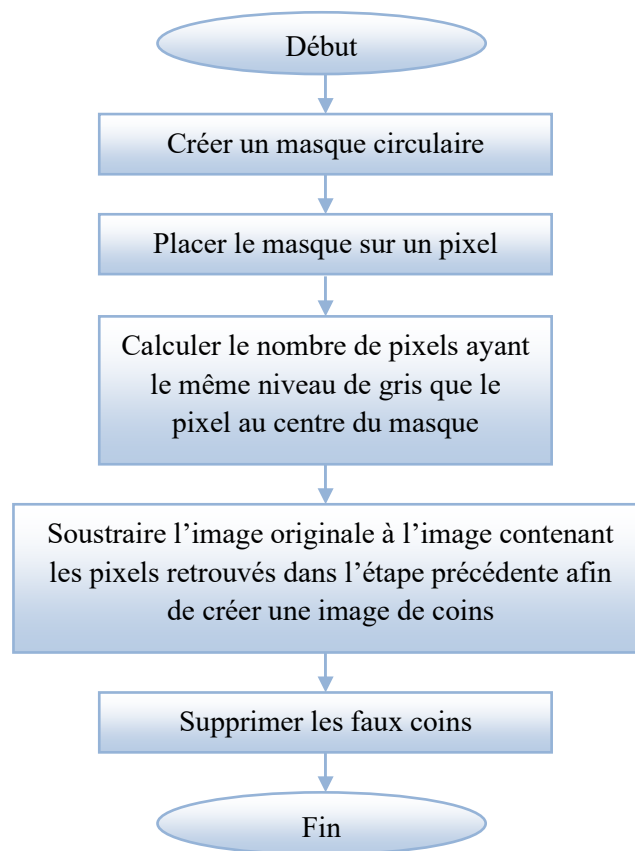 Début
Créer un masque circulaire
Placer le masque sur un pixel
Calculer le nombre de pixels ayant
le même niveau de gris que le
pixel au centre du masque
Soustraire l’image originale à l’image contenant
les pixels retrouvés dans l’étape précédente afin
de créer une image de coins
Supprimer les faux coins
Fin